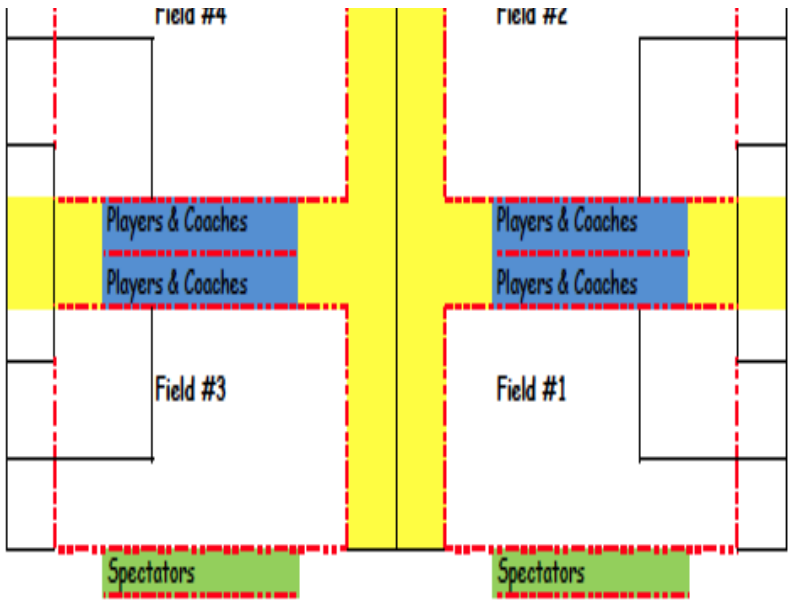 Field #4
Field #2
Players & Coaches
Players & Coaches
Players & Coaches
Players & Coaches
Field #3
Field #1
Spectators
Spectators